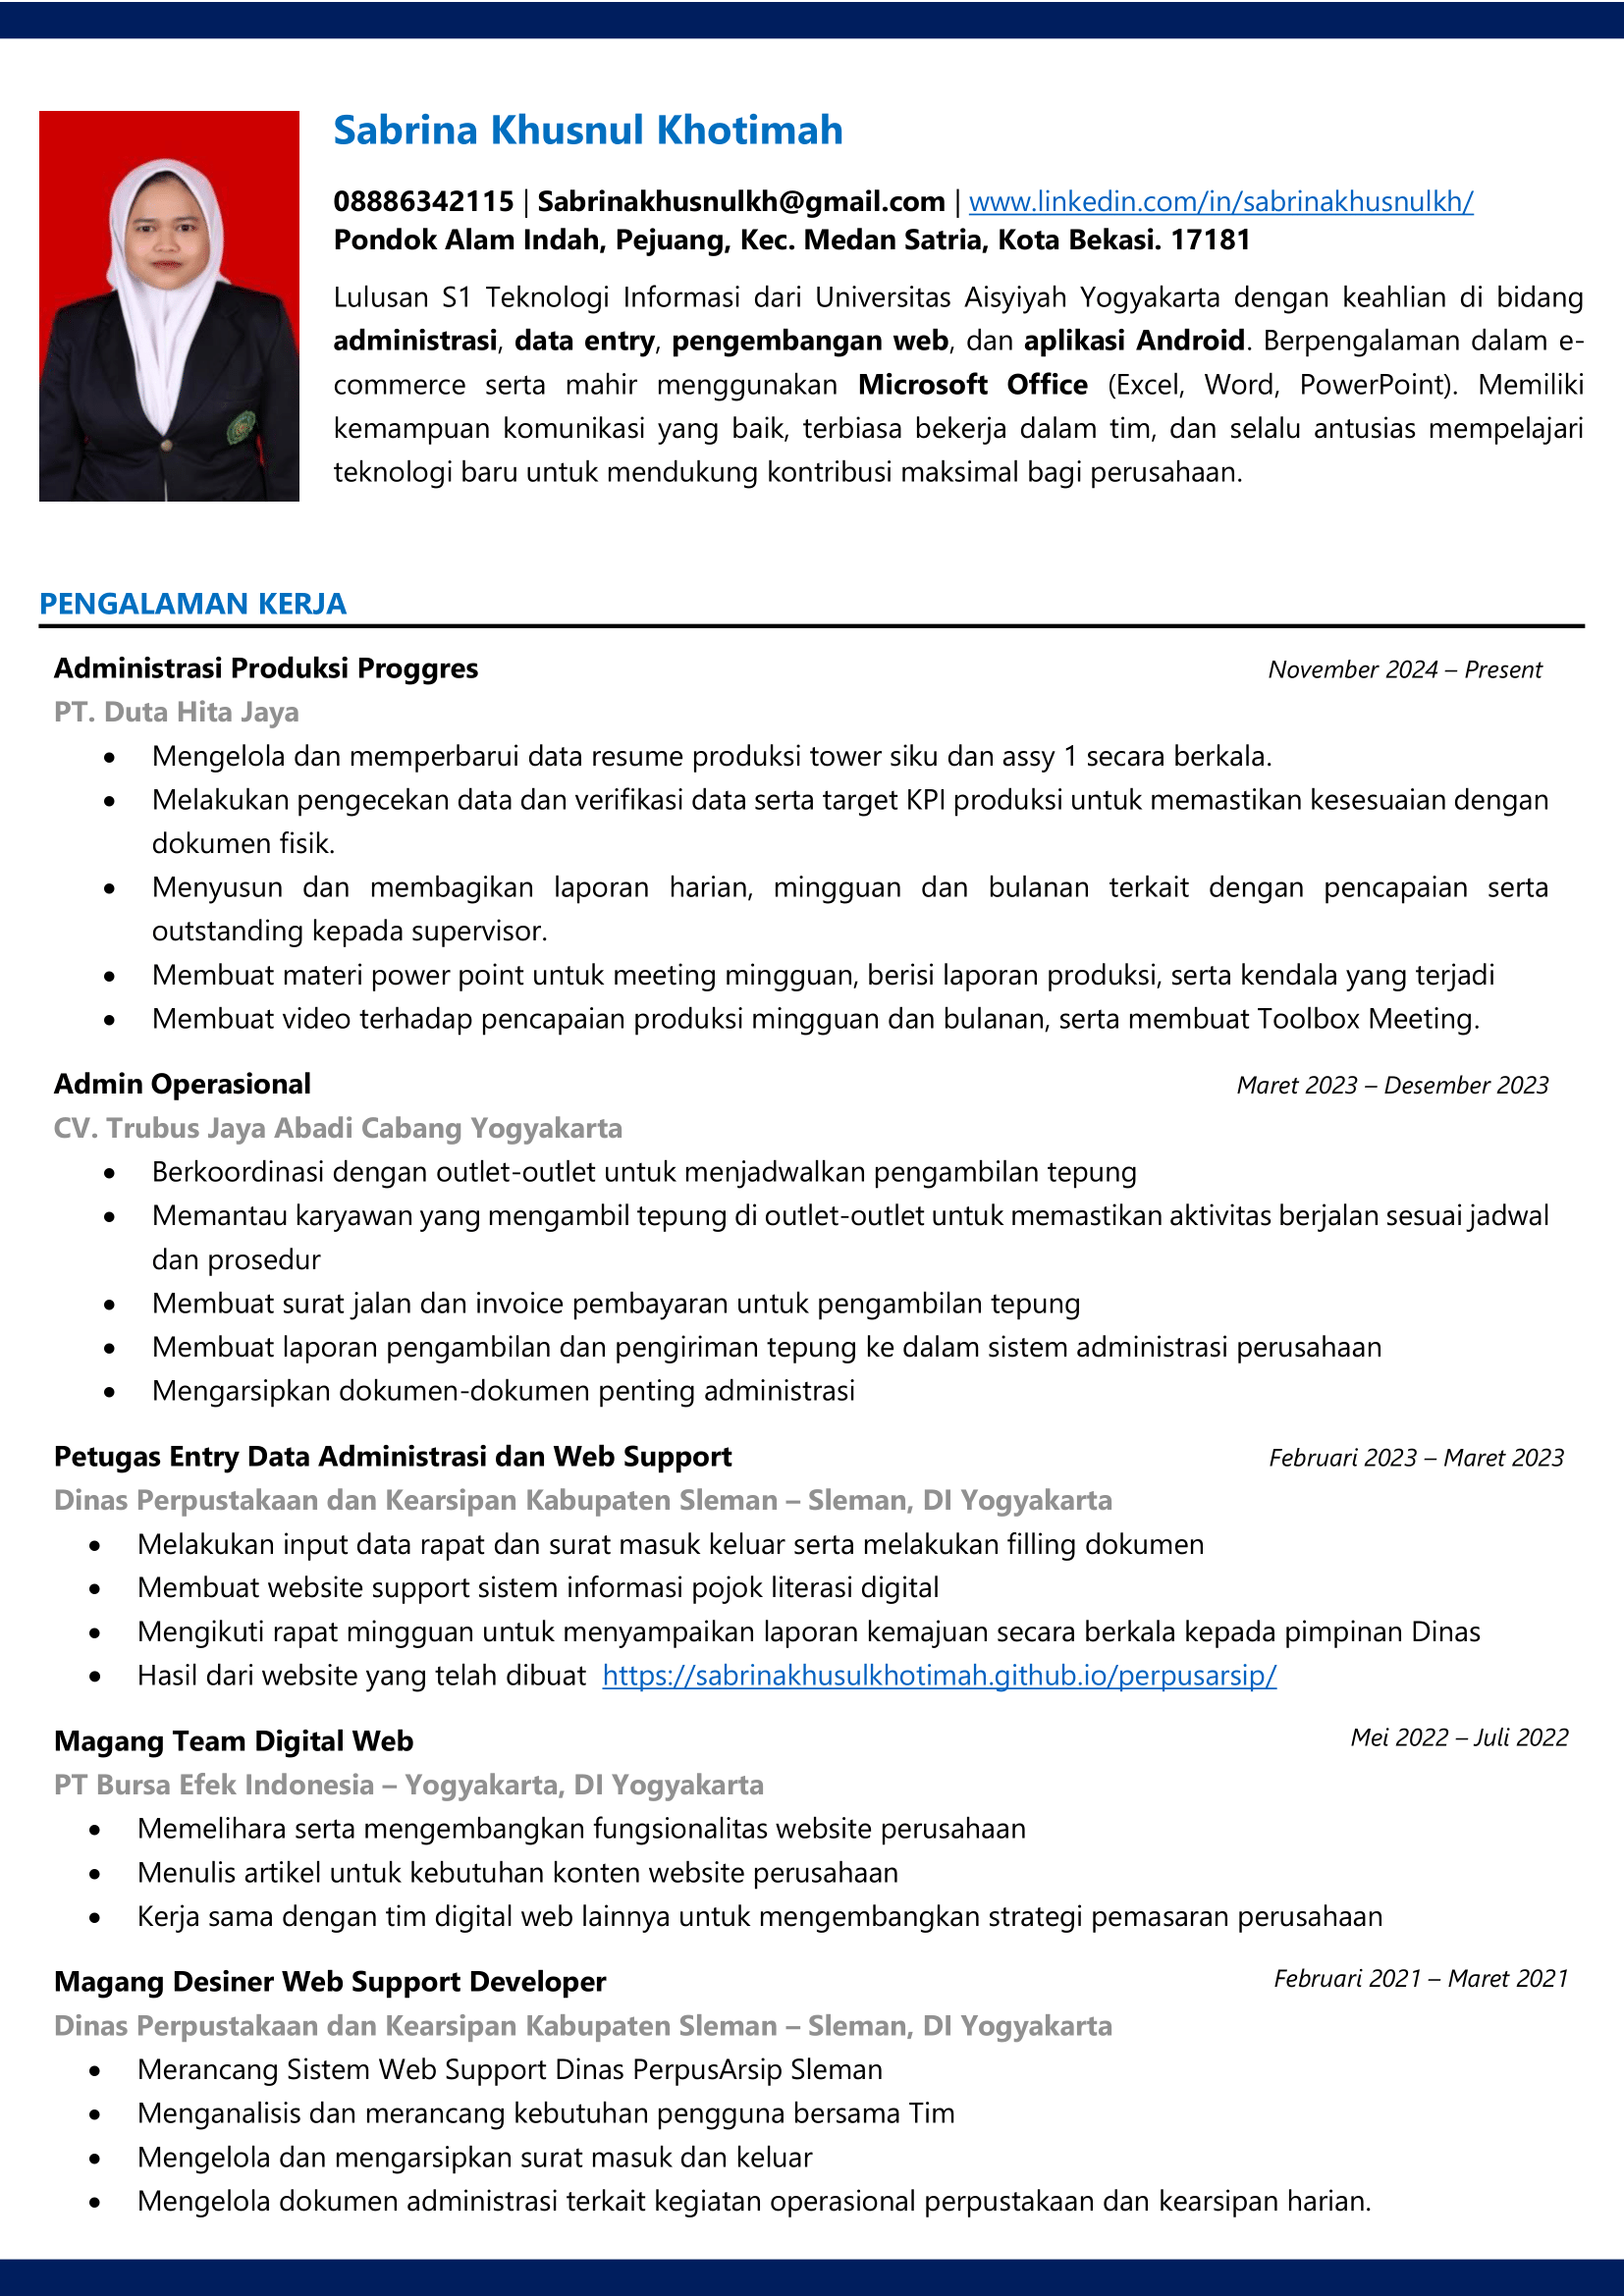 Sabrina Khusnul Khotimah
08886342115 | Sabrinakhusnulkh@gmail.com | www.linkedin.com/in/sabrinakhusnulkh/
Pondok Alam Indah, Pejuang, Kec. Medan Satria, Kota Bekasi. 17181
Lulusan S1 Teknologi Informasi dari Universitas Aisyiyah Yogyakarta dengan keahlian di bidang
administrasi, data entry, pengembangan web, dan aplikasi Android. Berpengalaman dalam e-
commerce serta mahir menggunakan Microsoft Office (Excel, Word, PowerPoint). Memiliki
kemampuan komunikasi yang baik, terbiasa bekerja dalam tim, dan selalu antusias mempelajari
teknologi baru untuk mendukung kontribusi maksimal bagi perusahaan.
PENGALAMAN KERJA
Administrasi Produksi Proggres November 2024 – Present
PT. Duta Hita Jaya
• Mengelola dan memperbarui data resume produksi tower siku dan assy 1 secara berkala.
• Melakukan pengecekan data dan verifikasi data serta target KPI produksi untuk memastikan kesesuaian dengan
dokumen fisik.
• Menyusun dan membagikan laporan harian, mingguan dan bulanan terkait dengan pencapaian serta
outstanding kepada supervisor.
• Membuat materi power point untuk meeting mingguan, berisi laporan produksi, serta kendala yang terjadi
• Membuat video terhadap pencapaian produksi mingguan dan bulanan, serta membuat Toolbox Meeting.
Admin Operasional Maret 2023 – Desember 2023
CV. Trubus Jaya Abadi Cabang Yogyakarta
• Berkoordinasi dengan outlet-outlet untuk menjadwalkan pengambilan tepung
• Memantau karyawan yang mengambil tepung di outlet-outlet untuk memastikan aktivitas berjalan sesuai jadwal
dan prosedur
• Membuat surat jalan dan invoice pembayaran untuk pengambilan tepung
• Membuat laporan pengambilan dan pengiriman tepung ke dalam sistem administrasi perusahaan
• Mengarsipkan dokumen-dokumen penting administrasi
Petugas Entry Data Administrasi dan Web Support Februari 2023 – Maret 2023
Dinas Perpustakaan dan Kearsipan Kabupaten Sleman – Sleman, DI Yogyakarta
• Melakukan input data rapat dan surat masuk keluar serta melakukan filling dokumen
• Membuat website support sistem informasi pojok literasi digital
• Mengikuti rapat mingguan untuk menyampaikan laporan kemajuan secara berkala kepada pimpinan Dinas
• Hasil dari website yang telah dibuat https://sabrinakhusulkhotimah.github.io/perpusarsip/
Magang Team Digital Web Mei 2022 – Juli 2022
PT Bursa Efek Indonesia – Yogyakarta, DI Yogyakarta
• Memelihara serta mengembangkan fungsionalitas website perusahaan
• Menulis artikel untuk kebutuhan konten website perusahaan
• Kerja sama dengan tim digital web lainnya untuk mengembangkan strategi pemasaran perusahaan
Magang Desiner Web Support Developer Februari 2021 – Maret 2021
Dinas Perpustakaan dan Kearsipan Kabupaten Sleman – Sleman, DI Yogyakarta
• Merancang Sistem Web Support Dinas PerpusArsip Sleman
• Menganalisis dan merancang kebutuhan pengguna bersama Tim
• Mengelola dan mengarsipkan surat masuk dan keluar
• Mengelola dokumen administrasi terkait kegiatan operasional perpustakaan dan kearsipan harian.